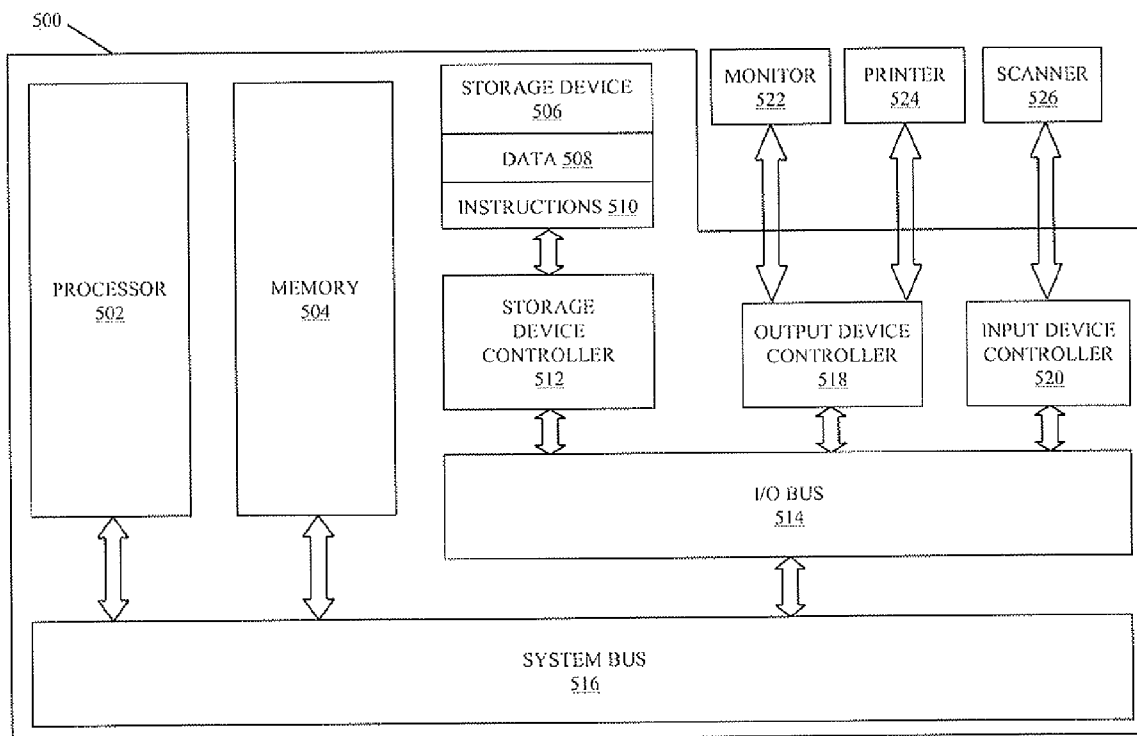 500
MONITOR
522
PRINTER
524
SCANNER
526
STORAGE DEVICE
506
DATA 508
INSTRUCTIONS 510
PROCESSOR
502
MEMORY
504
STORAGE
DEVICE
CONTROLLER
512
OUTPUT DEVICE
CONTROLLER
518
INPUT DEVICE
CONTROLLER
520
I/O BUS
514
SYSTEM BUS
516